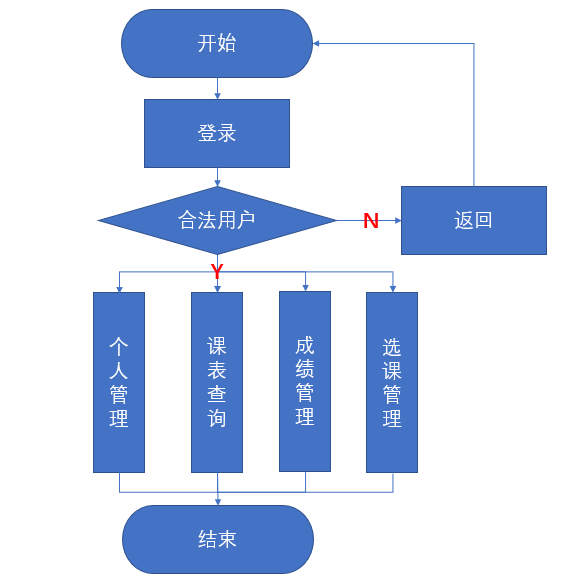 开始
登录
合法用户
N
返回
Y
个人管理
课表查询
成绩管理
选课管理
结束